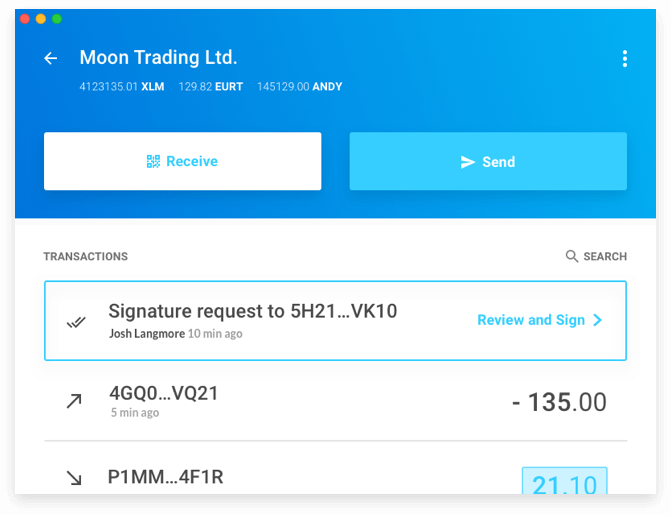 Moon Trading Ltd.
4123135.01 XLM 129.82 EURT 145129.00 ANDY
Receive Send
TRANSACTIONS SEARCH
Signature request to 5H21...VK10
Review and Sign
Josh Langmore 10 min ago
4GQ0...VQ21
- 135.00
5 min ago
P1MM...4F1R
21.10